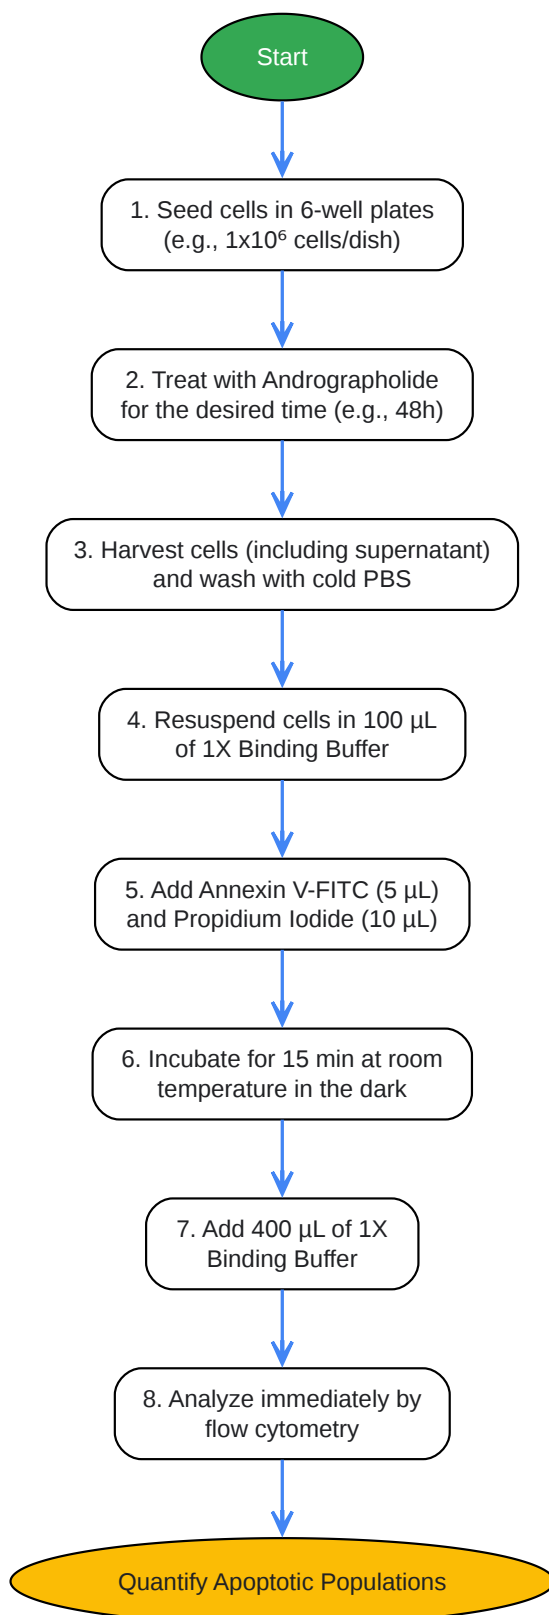 Start
1. Seed cells in 6-well plates
(e.g., 1x10⁶ cells/dish)
2. Treat with Andrographolide
for the desired time (e.g., 48h)
3. Harvest cells (including supernatant)
and wash with cold PBS
4. Resuspend cells in 100 µL
of 1X Binding Buffer
5. Add Annexin V-FITC (5 µL)
and Propidium Iodide (10 µL)
6. Incubate for 15 min at room
temperature in the dark
7. Add 400 µL of 1X
Binding Buffer
8. Analyze immediately by
flow cytometry
Quantify Apoptotic Populations